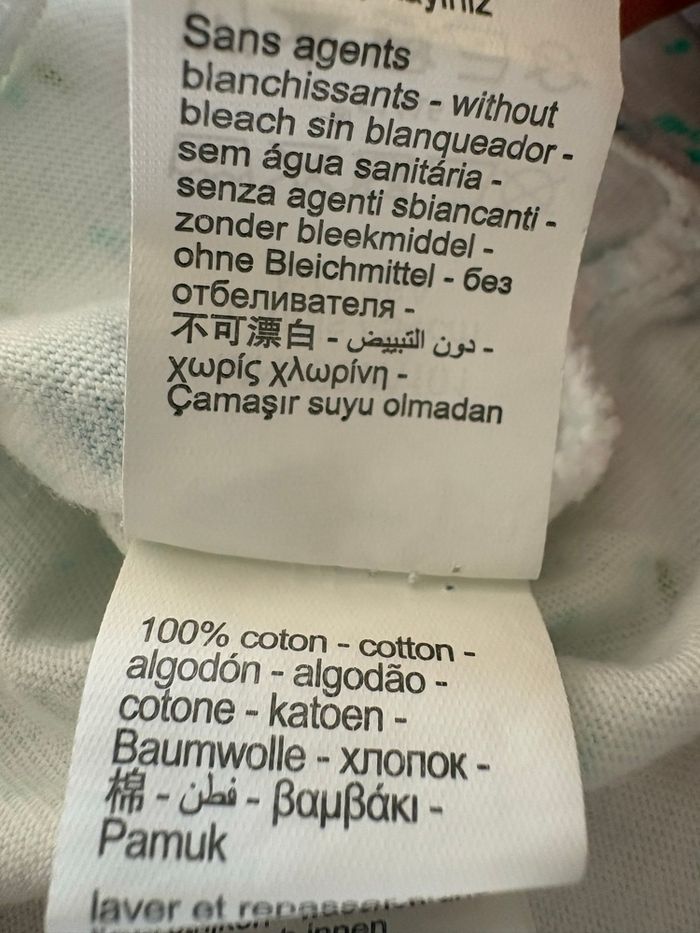 Sans agents
blanchissants - without
bleach sin blanqueador -
sem água sanitária -
senza agenti sbiancanti -
zonder bleekmiddel -
ohne Bleichmittel - без
отбеливателя -
不可漂白 - دون التبييض -
χωρίς χλωρίνη -
Çamaşır suyu olmadan
100% coton - cotton -
algodón - algodão -
cotone - katoen -
Baumwolle - хлопок -
棉 - قطن - βαμβάκι -
Pamuk
laver et